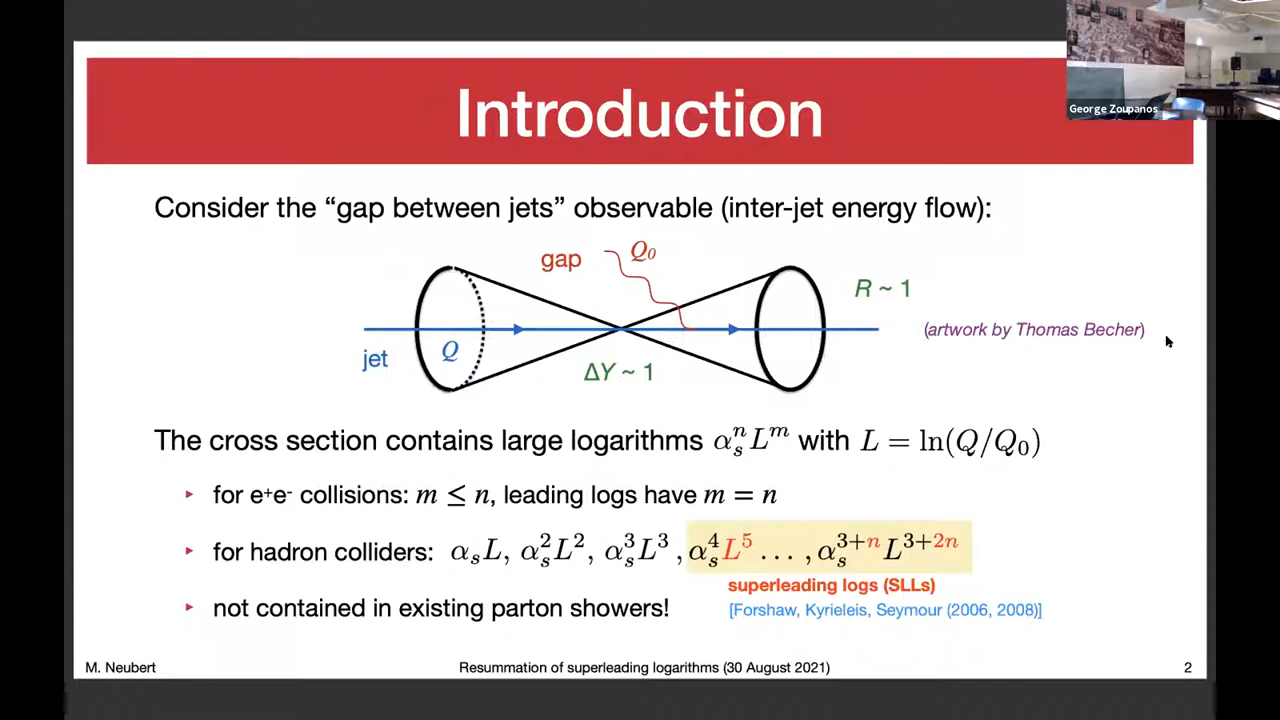 George Zoupanos
Introduction
Consider the “gap between jets” observable (inter-jet energy flow):
gap
Q₀
R ~ 1
(artwork by Thomas Becher)
jet
Q
ΔY ~ 1
The cross section contains large logarithms αₛⁿLᵐ with L = ln(Q/Q₀)
▸ for e⁺e⁻ collisions: m ≤ n, leading logs have m = n
▸ for hadron colliders: αₛL, αₛ²L², αₛ³L³ , αₛ⁴L⁵ . . . , αₛ³⁺ⁿL³⁺²ⁿ
superleading logs (SLLs)
▸ not contained in existing parton showers!
[Forshaw, Kyrieleis, Seymour (2006, 2008)]
M. Neubert
Resummation of superleading logarithms (30 August 2021)
2